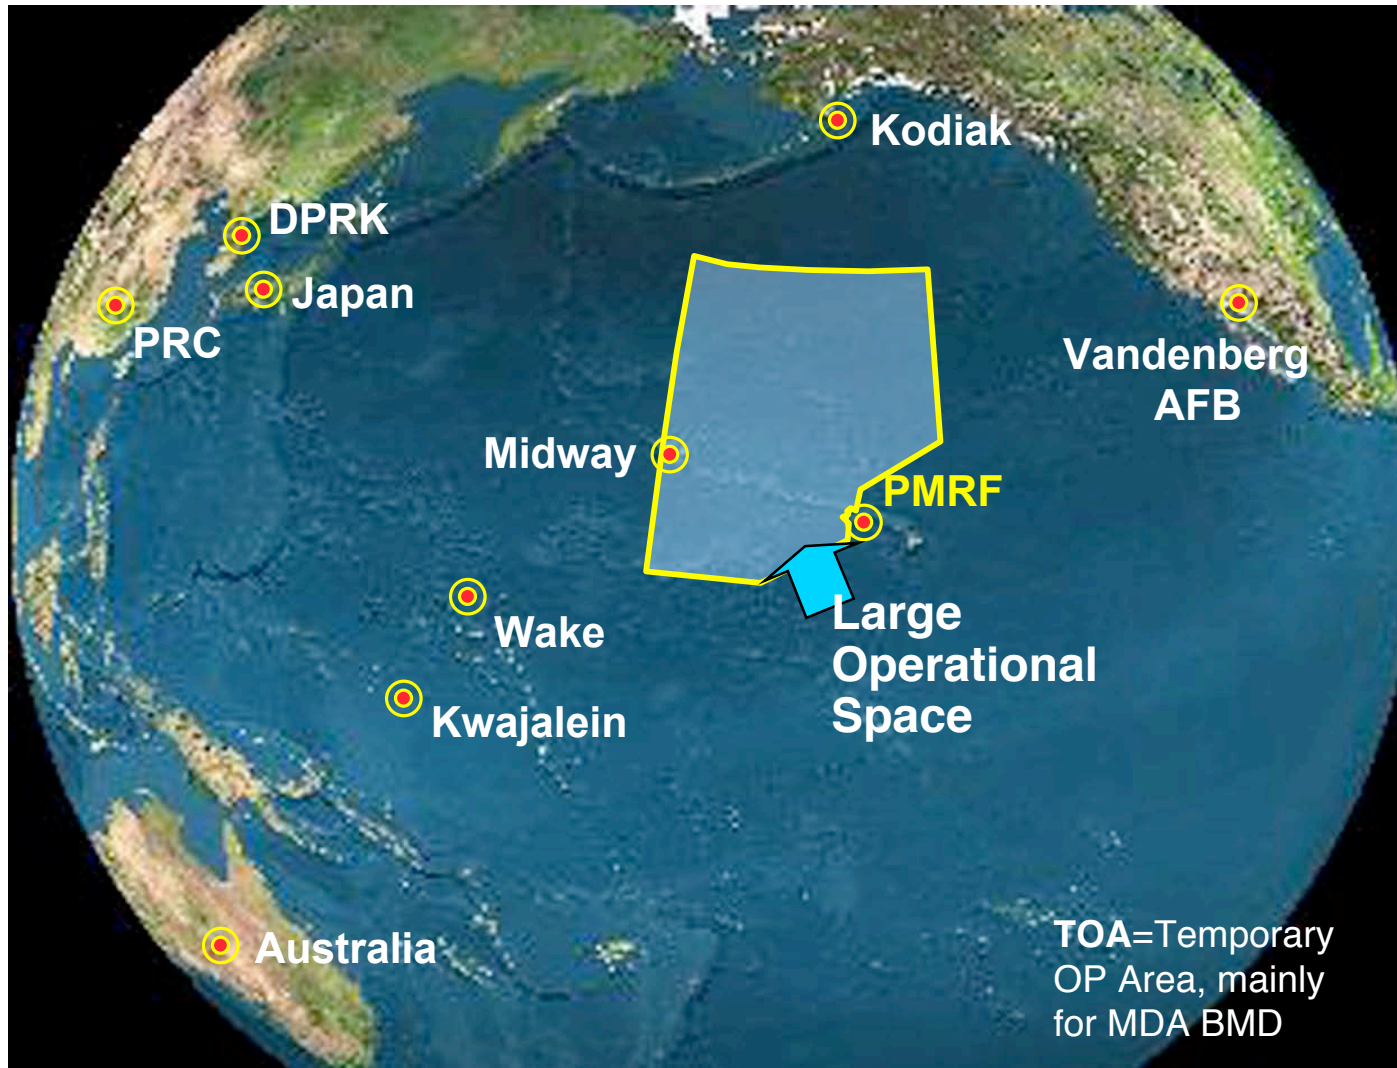 Kodiak
DPRK
Japan
PRC
Vandenberg
AFB
Midway
PMRF
Large
Operational
Space
Wake
Kwajalein
Australia
TOA=Temporary
OP Area, mainly
for MDA BMD